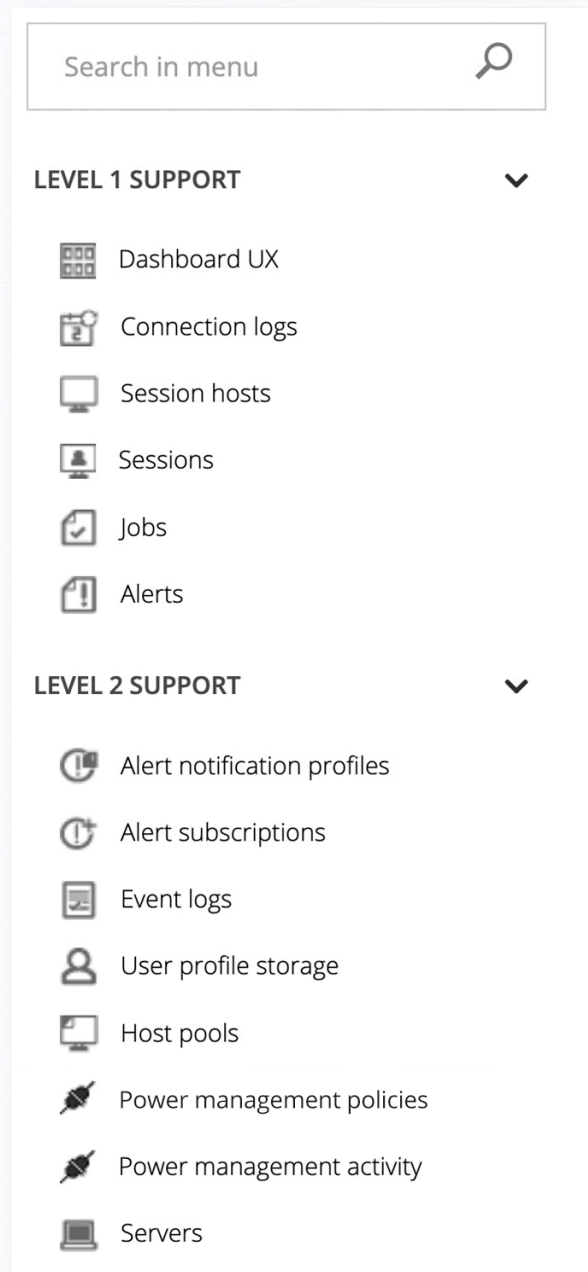 Search in menu
LEVEL 1 SUPPORT
Dashboard UX
Connection logs
Session hosts
Sessions
Jobs
Alerts
LEVEL 2 SUPPORT
Alert notification profiles
Alert subscriptions
Event logs
User profile storage
Host pools
Power management policies
Power management activity
Servers